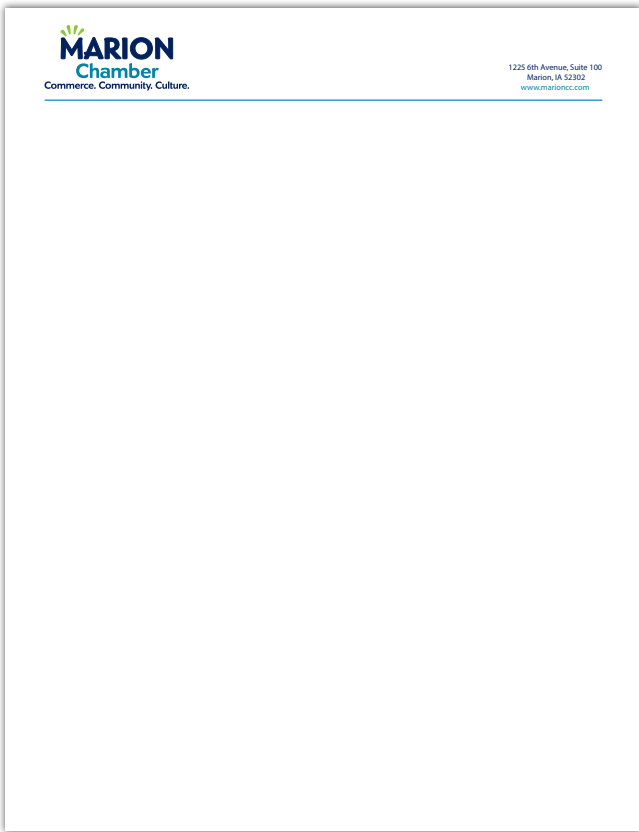 MARION
Chamber
Commerce. Community. Culture.
1225 6th Avenue, Suite 100
Marion, IA 52302
www.marioncc.com